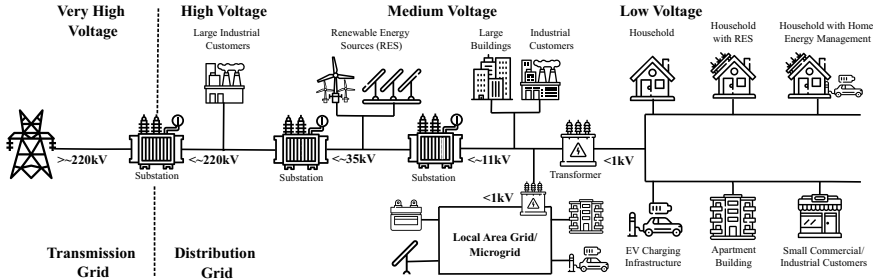 Very High
Voltage
High Voltage
Medium Voltage
Low Voltage
Large Industrial
Customers
Renewable Energy
Sources (RES)
Large
Buildings
Industrial
Customers
Household
Household
with RES
Household with Home
Energy Management
>~220kV
Substation
<~220kV
Substation
<~35kV
Substation
<~11kV
Transformer
<1kV
<1kV
Local Area Grid/
Microgrid
EV Charging
Infrastructure
Apartment
Building
Small Commercial/
Industrial Customers
Transmission
Grid
Distribution
Grid